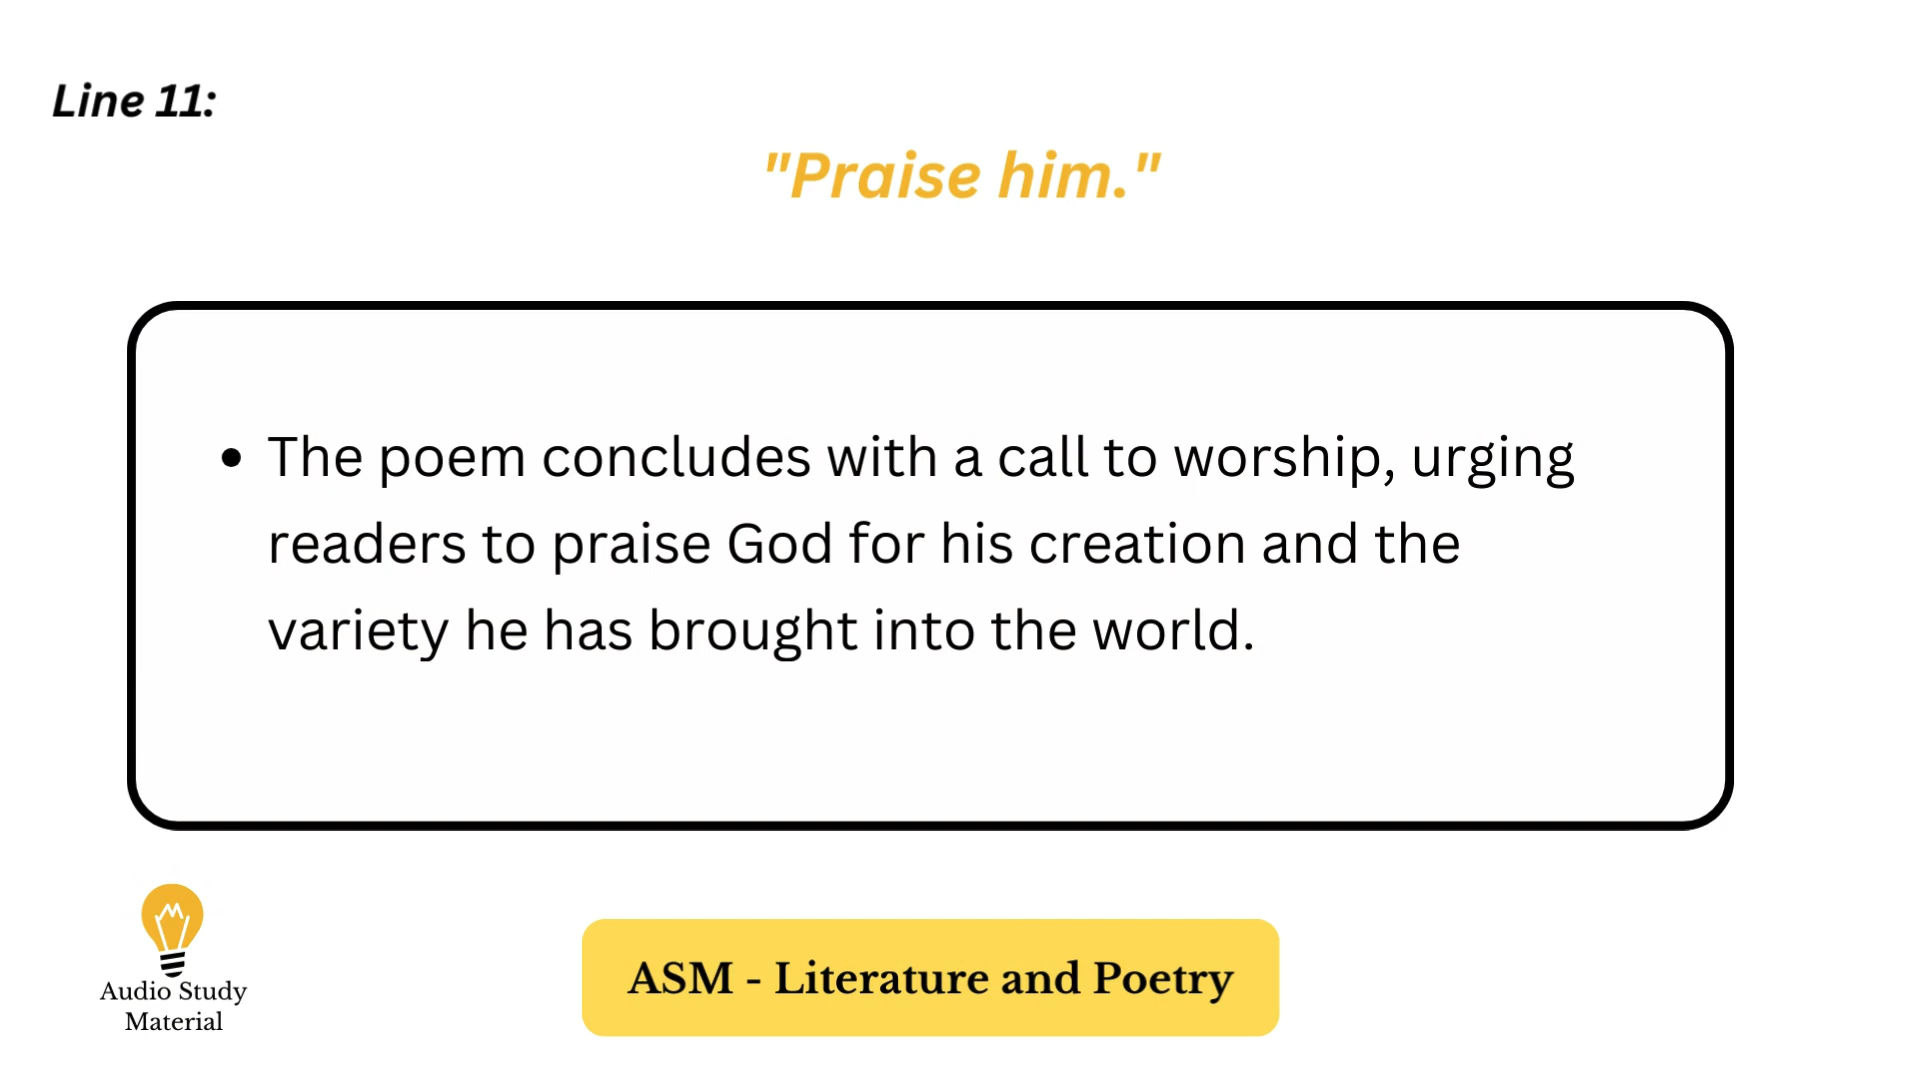 Line 11:
"Praise him."
• The poem concludes with a call to worship, urging
readers to praise God for his creation and the
variety he has brought into the world.
Audio Study
Material
ASM - Literature and Poetry